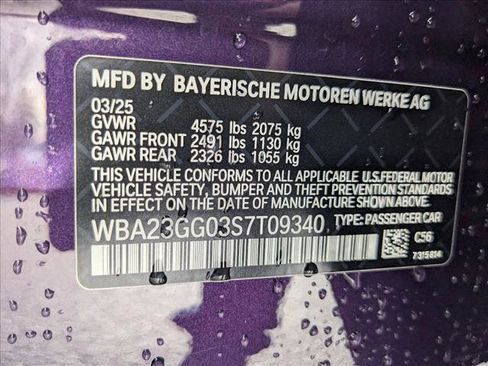 MFD BY BAYERISCHE MOTOREN WERKE AG
03/25
GVWR 4575 lbs 2075 kg
GAWR FRONT 2491 lbs 1130 kg
GAWR REAR 2326 lbs 1055 kg
THIS VEHICLE CONFORMS TO ALL APPLICABLE U.S.FEDERAL MOTOR
VEHICLE SAFETY, BUMPER AND THEFT PREVENTION STANDARDS
IN EFFECT ON THE DATE OF MANUFACTURE SHOWN ABOVE.
WBA23GG03S7T09340 TYPE: PASSENGER CAR
C56
7315814